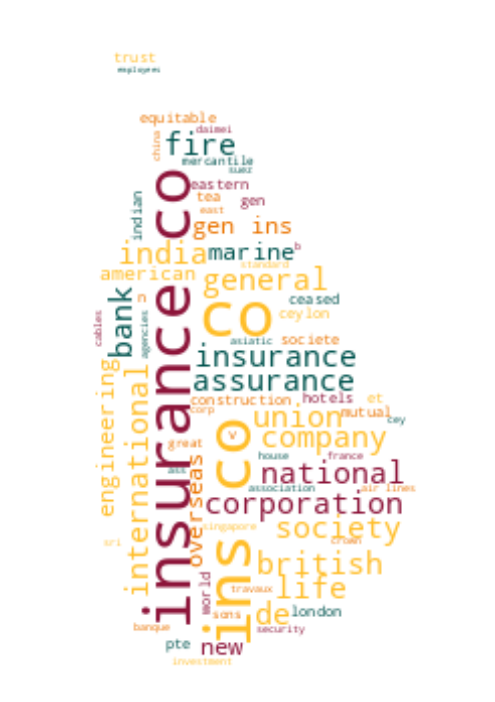 trust
employees
equitable
daimei
china
fire
mercantile
suez
insurance co
eastern
indian
tea
gen
east
gen ins
india
marine
b
standard
american
general
bank
n
ceased
co
ceylon
cables
agencies
asiatic
societe
insurance
engineering
international
assurance
construction
hotels
et
corp
union
mutual
cey
ins co
v
company
great
house
france
ass
overseas
national
association
air lines
corporation
society
singapore
sri
crown
british
world
travaux
life
sons
de
london
banque
security
pte
new
investment